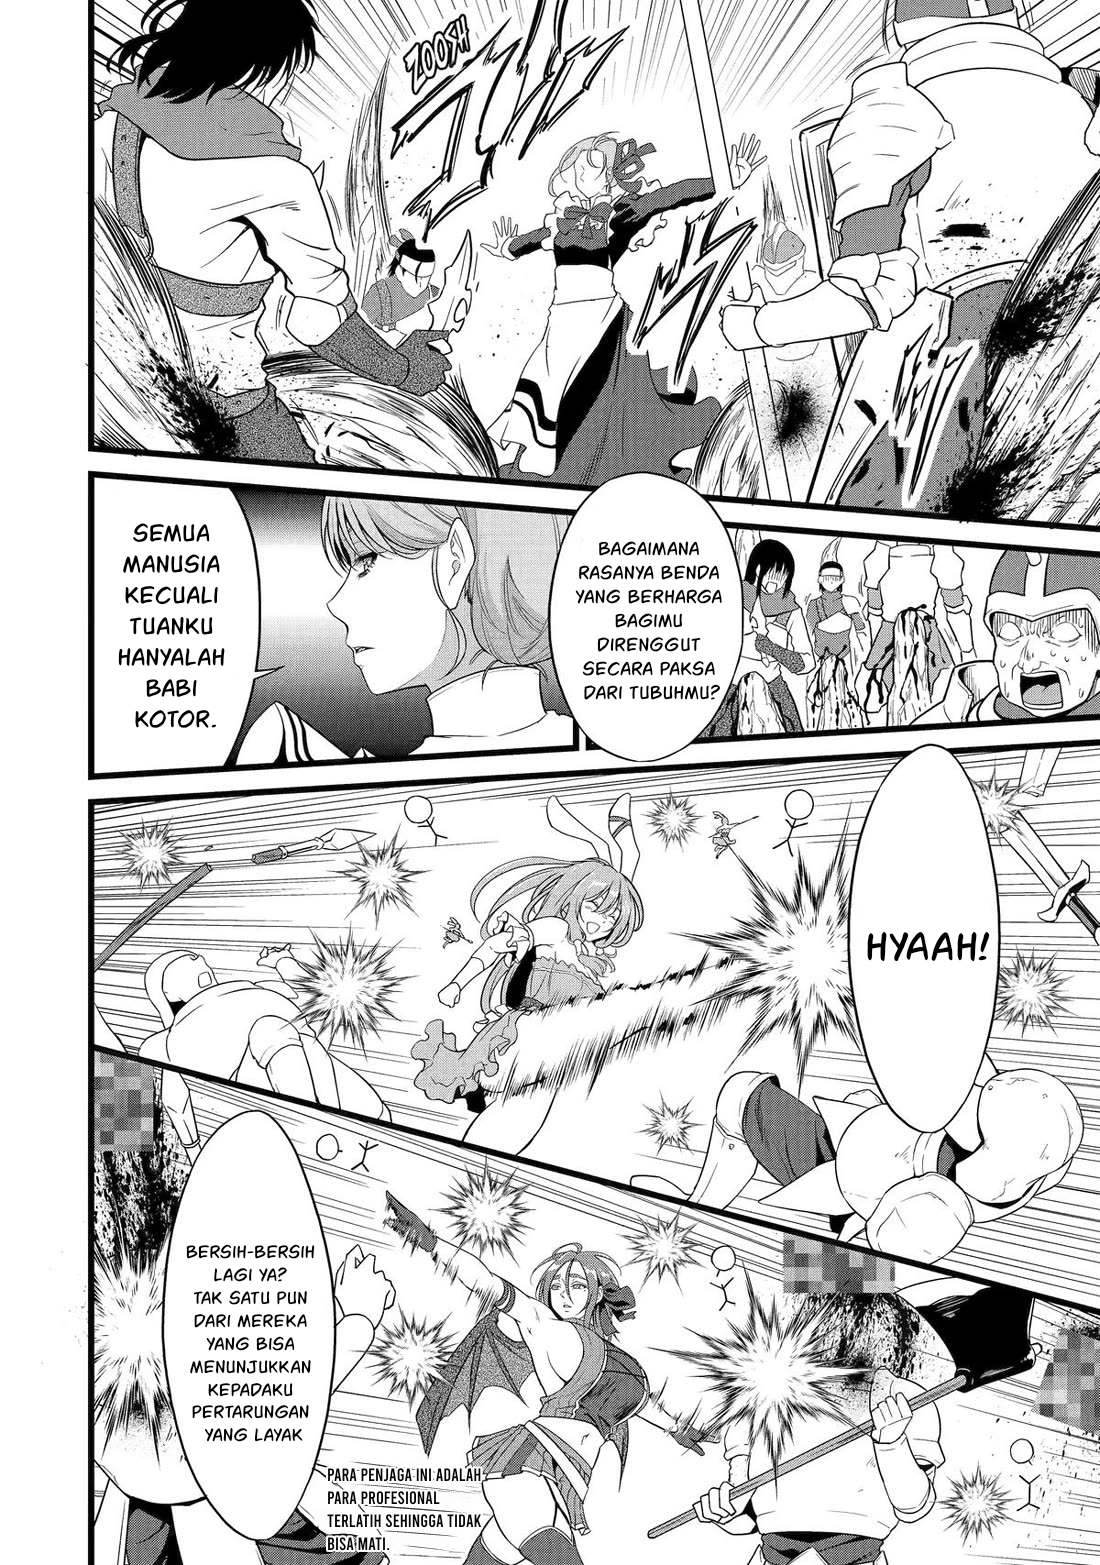 ZOOSH
BAGAIMANA
RASANYA BENDA
YANG BERHARGA
BAGIMU
DIRENGGUT
SECARA PAKSA
DARI TUBUHMU?
SEMUA
MANUSIA
KECUALI
TUANKU
HANYALAH
BABI
KOTOR.
HYAAH!
BERSIH-BERSIH
LAGI YA?
TAK SATU PUN
DARI MEREKA
YANG BISA
MENUNJUKKAN
KEPADAKU
PERTARUNGAN
YANG LAYAK
PARA PENJAGA INI ADALAH
PARA PROFESIONAL
TERLATIH SEHINGGA TIDAK
BISA MATI.